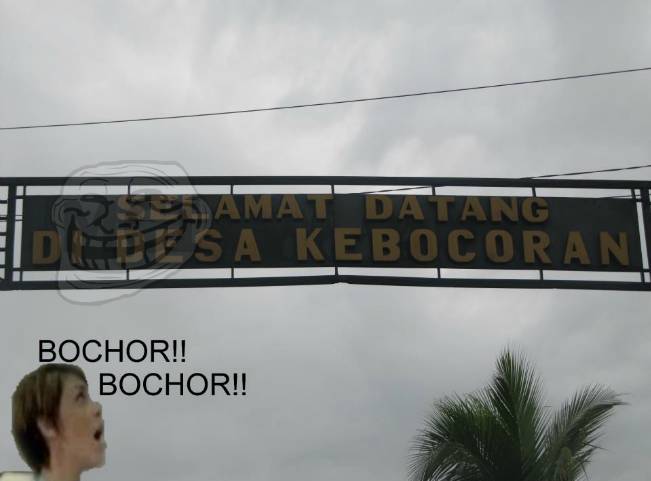 SELAMAT DATANG
DI DESA KEBOCORAN
BOCHOR!!
BOCHOR!!